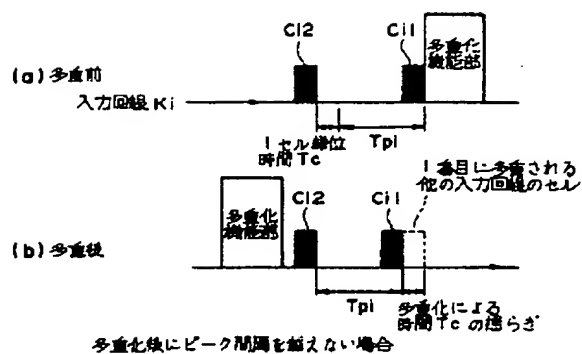 Ci2 Ci1
多重化
機能部
(a) 多重前
入力回線 Ki
1セル単位
時間Tc
Tpi
1番目に多重される
他の入力回線のセル
Ci2 Ci1
多重化
機能部
(b) 多重後
Tpi
多重化による
時間Tcの揺らぎ
多重化後にピーク間隔を越えない場合